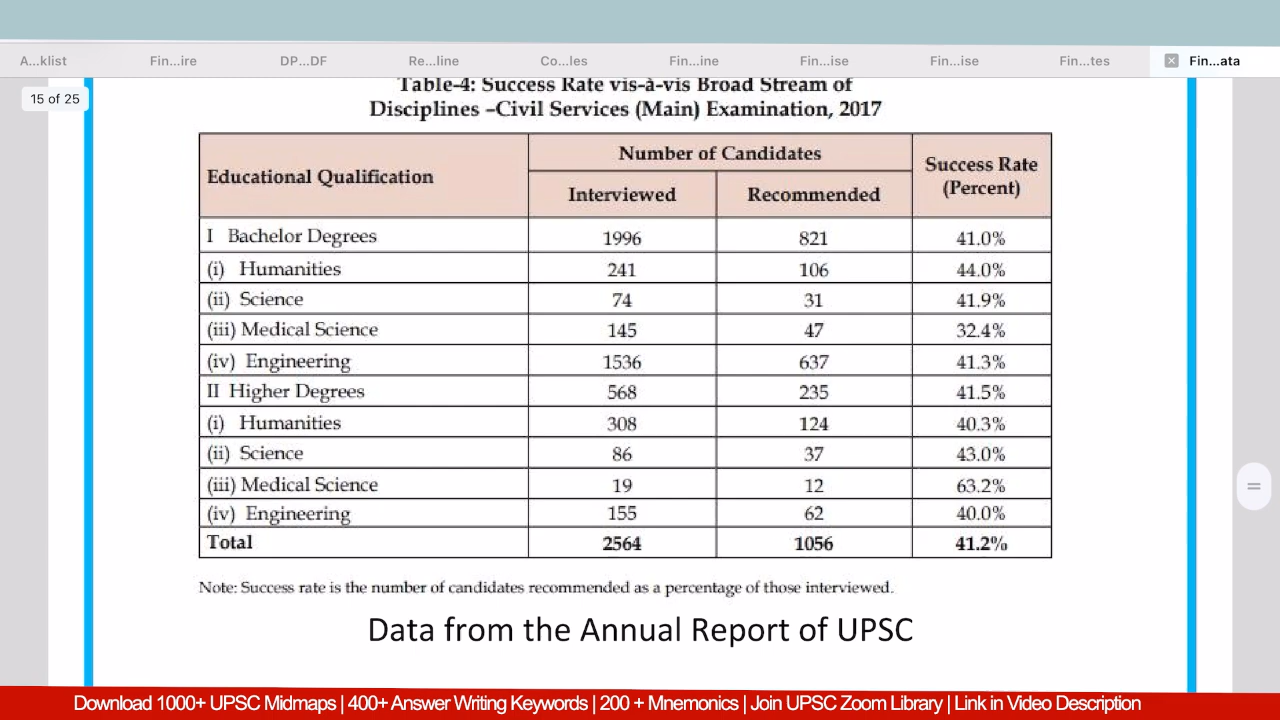 A...klist Fin...ire DP...DF Re...line Co...les Fin...ine Fin...ise Fin...ise Fin...tes Fin...ata
15 of 25
Table-4: Success Rate vis-à-vis Broad Stream of
Disciplines –Civil Services (Main) Examination, 2017
Educational Qualification Number of Candidates Success Rate (Percent)
Interviewed Recommended
I Bachelor Degrees 1996 821 41.0%
(i) Humanities 241 106 44.0%
(ii) Science 74 31 41.9%
(iii) Medical Science 145 47 32.4%
(iv) Engineering 1536 637 41.3%
II Higher Degrees 568 235 41.5%
(i) Humanities 308 124 40.3%
(ii) Science 86 37 43.0%
(iii) Medical Science 19 12 63.2%
(iv) Engineering 155 62 40.0%
Total 2564 1056 41.2%
Note: Success rate is the number of candidates recommended as a percentage of those interviewed.
Data from the Annual Report of UPSC
Download 1000+ UPSC Midmaps | 400+ Answer Writing Keywords | 200 + Mnemonics | Join UPSC Zoom Library | Link in Video Description